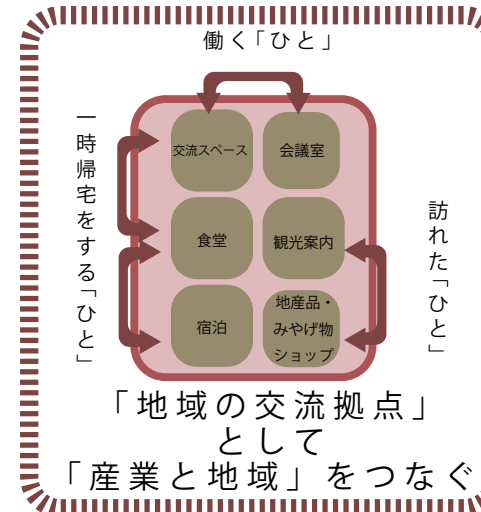 働く「ひと」
一時帰宅をする「ひと」
交流スペース
会議室
食堂
観光案内
宿泊
地産品・
みやげ物
ショップ
訪れた「ひと」
「地域の交流拠点」
として
「産業と地域」をつなぐ